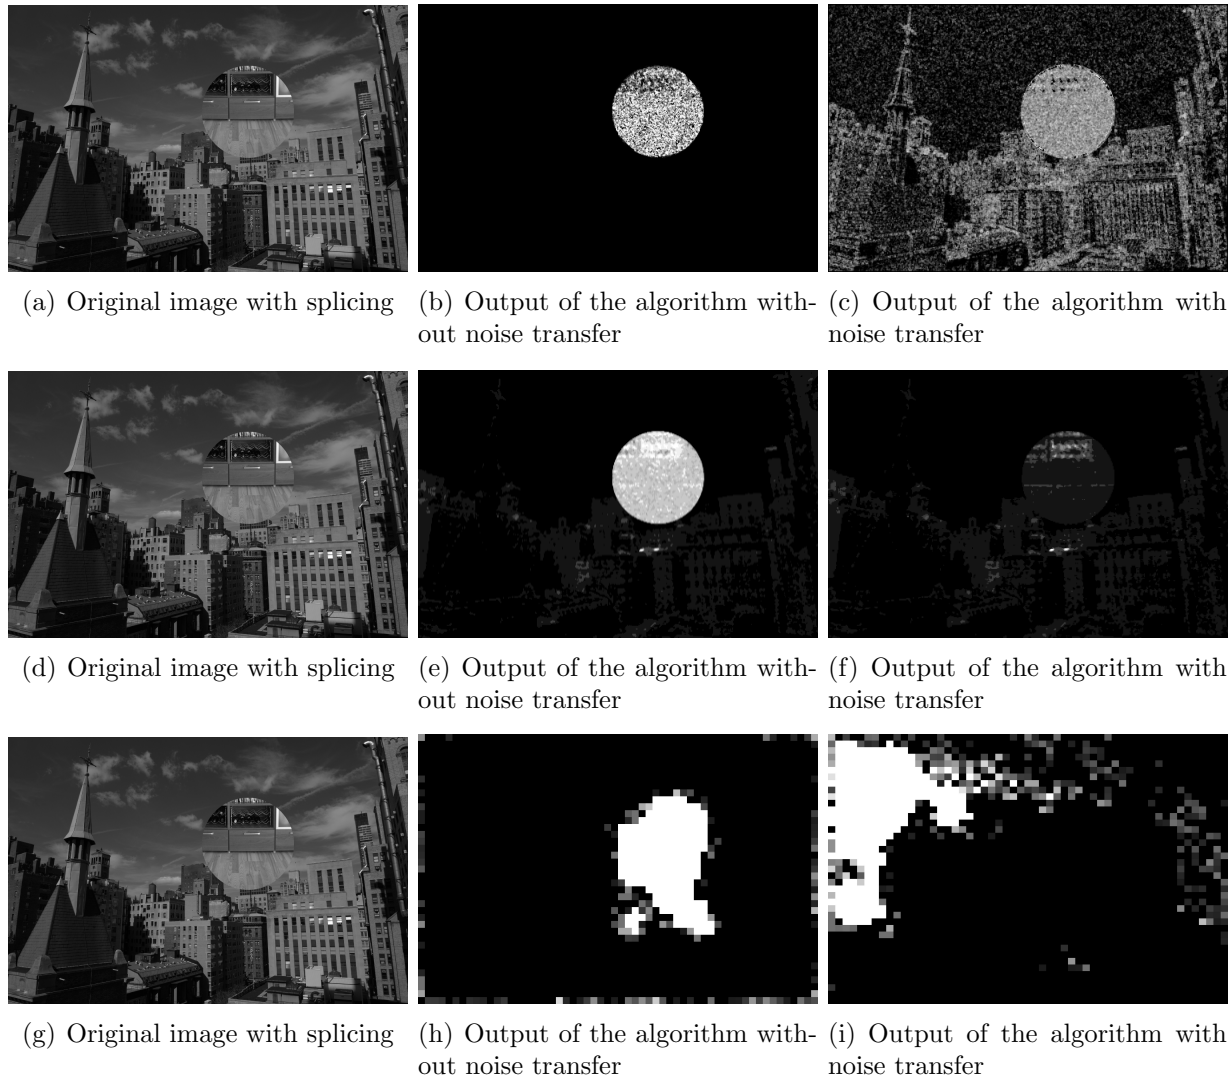 (a) Original image with splicing
(b) Output of the algorithm with-
out noise transfer
(c) Output of the algorithm with
noise transfer
(d) Original image with splicing
(e) Output of the algorithm with-
out noise transfer
(f) Output of the algorithm with
noise transfer
(g) Original image with splicing
(h) Output of the algorithm with-
out noise transfer
(i) Output of the algorithm with
noise transfer